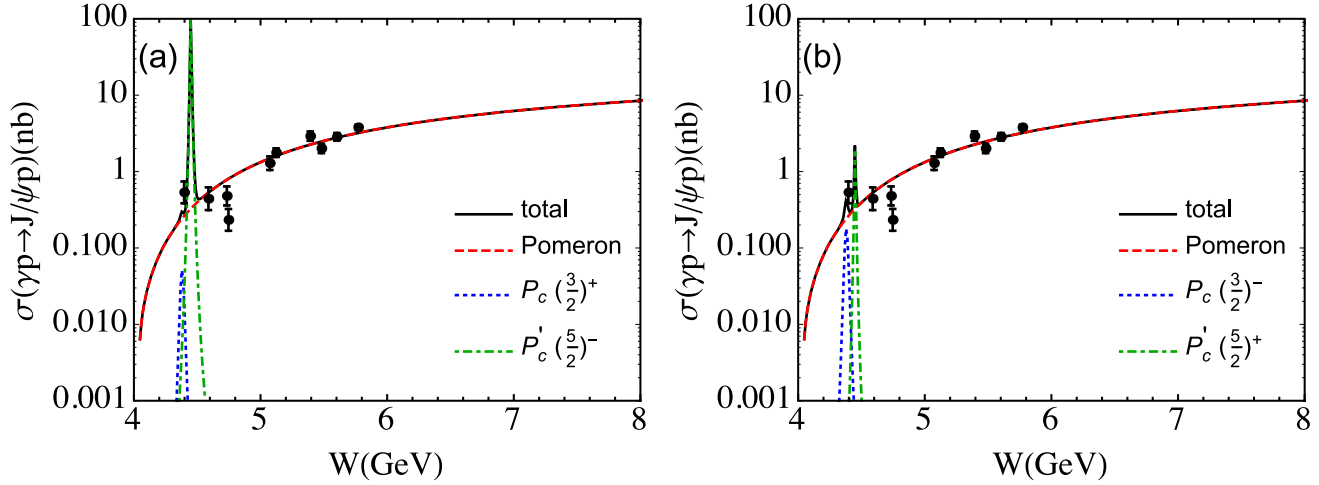 (a)
σ(γp→J/ψp)(nb)
100
10
1
0.100
0.010
0.001
total
Pomeron
P_c (3/2)^+
P_c^' (5/2)^-
4 5 6 7 8
W(GeV)
(b)
σ(γp→J/ψp)(nb)
100
10
1
0.100
0.010
0.001
total
Pomeron
P_c (3/2)^-
P_c^' (5/2)^+
4 5 6 7 8
W(GeV)